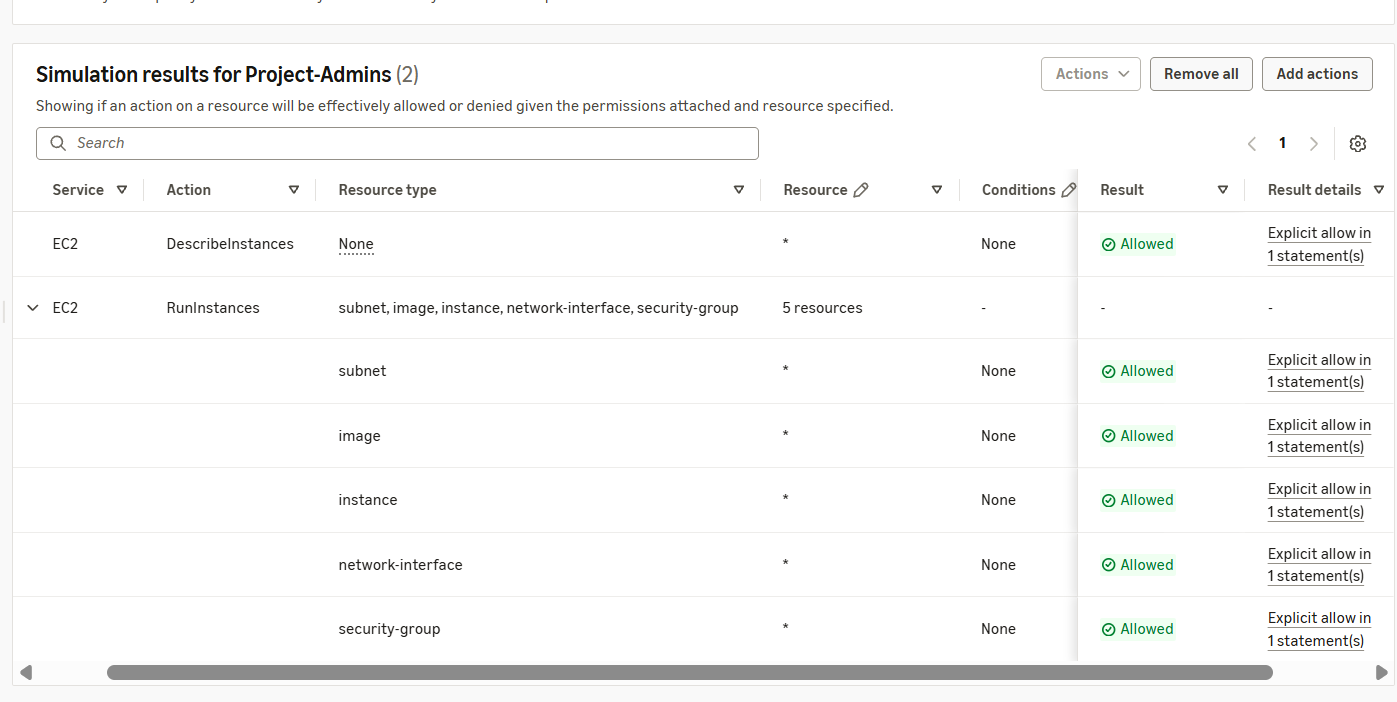 Simulation results for Project-Admins (2)
Actions
Remove all
Add actions
Showing if an action on a resource will be effectively allowed or denied given the permissions attached and resource specified.
Search
1
Service Action Resource type Resource Conditions Result Result details
EC2 DescribeInstances None * None Allowed Explicit allow in
1 statement(s)
EC2 RunInstances subnet, image, instance, network-interface, security-group 5 resources - - -
subnet * None Allowed Explicit allow in
1 statement(s)
image * None Allowed Explicit allow in
1 statement(s)
instance * None Allowed Explicit allow in
1 statement(s)
network-interface * None Allowed Explicit allow in
1 statement(s)
security-group * None Allowed Explicit allow in
1 statement(s)